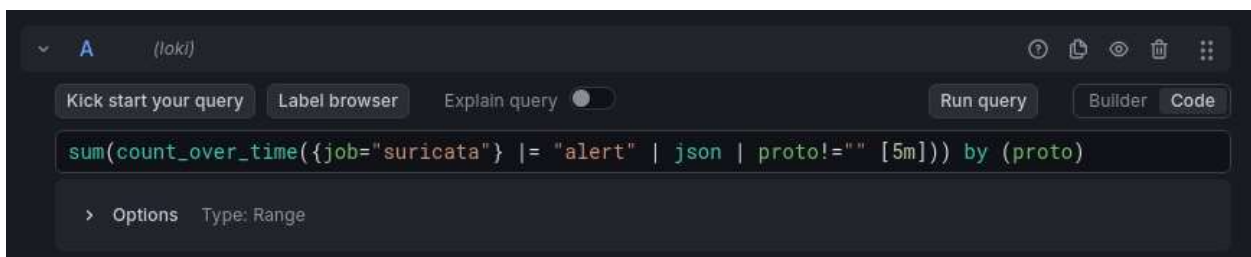 A (loki)
Kick start your query Label browser Explain query Run query Builder Code
sum(count_over_time({job="suricata"} |= "alert" | json | proto!="" [5m])) by (proto)
Options Type: Range